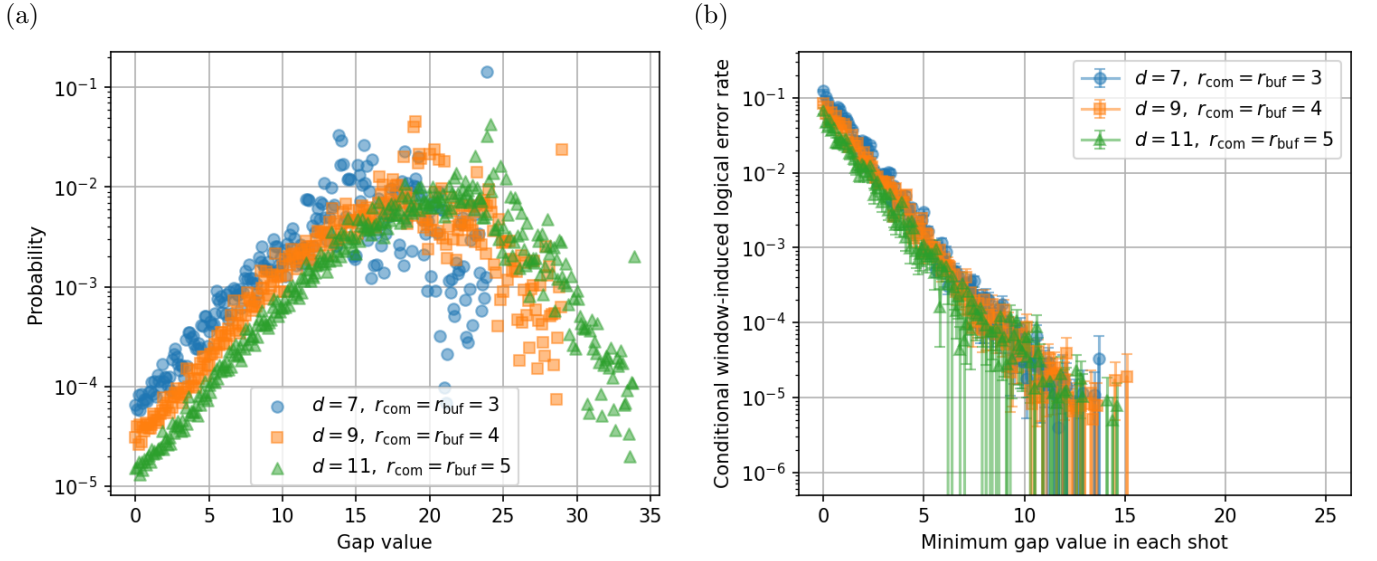 (a)
Probability
10⁻¹
10⁻²
10⁻³
10⁻⁴
10⁻⁵
0 5 10 15 20 25 30 35
Gap value
d = 7, r_com = r_buf = 3
d = 9, r_com = r_buf = 4
d = 11, r_com = r_buf = 5
(b)
Conditional window-induced logical error rate
10⁻¹
10⁻²
10⁻³
10⁻⁴
10⁻⁵
10⁻⁶
0 5 10 15 20 25
Minimum gap value in each shot
d = 7, r_com = r_buf = 3
d = 9, r_com = r_buf = 4
d = 11, r_com = r_buf = 5